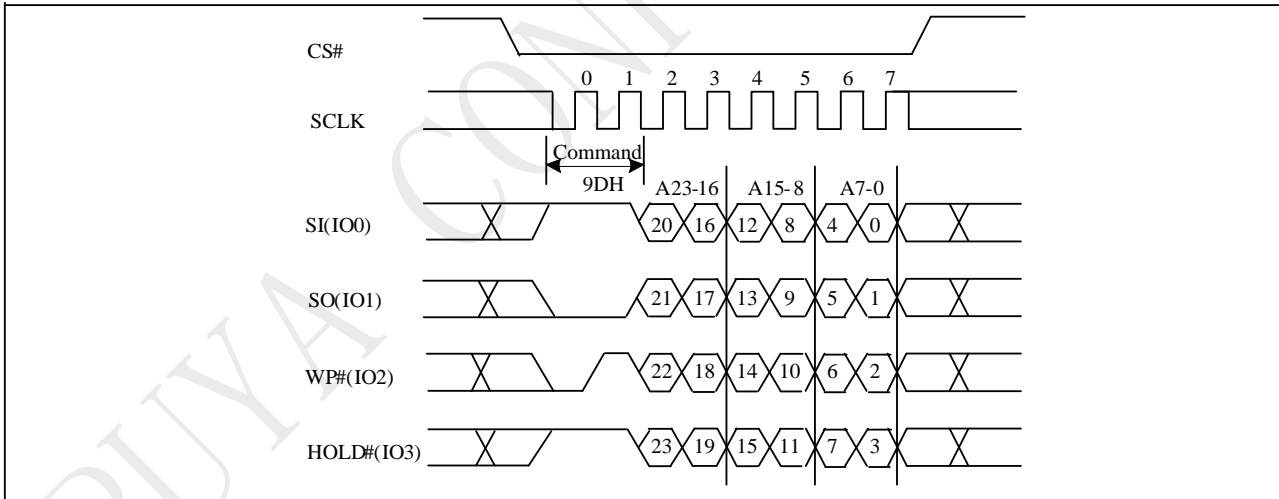 CS#
0 1 2 3 4 5 6 7
SCLK
Command
9DH
A23-16 A15-8 A7-0
SI(IO0) 20 16 12 8 4 0
SO(IO1) 21 17 13 9 5 1
WP#(IO2) 22 18 14 10 6 2
HOLD#(IO3) 23 19 15 11 7 3
PUYA CONF